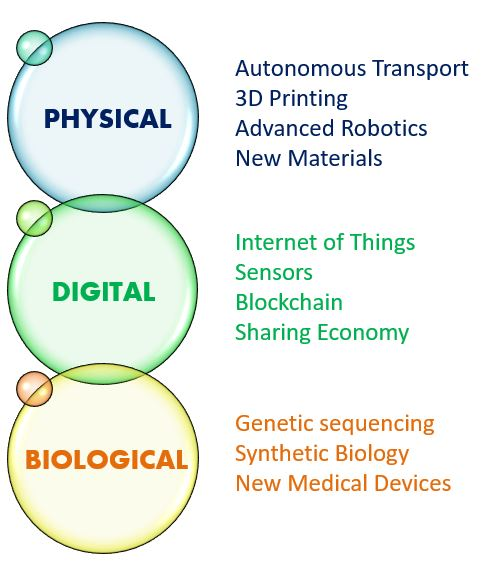 PHYSICAL
Autonomous Transport
3D Printing
Advanced Robotics
New Materials
DIGITAL
Internet of Things
Sensors
Blockchain
Sharing Economy
BIOLOGICAL
Genetic sequencing
Synthetic Biology
New Medical Devices